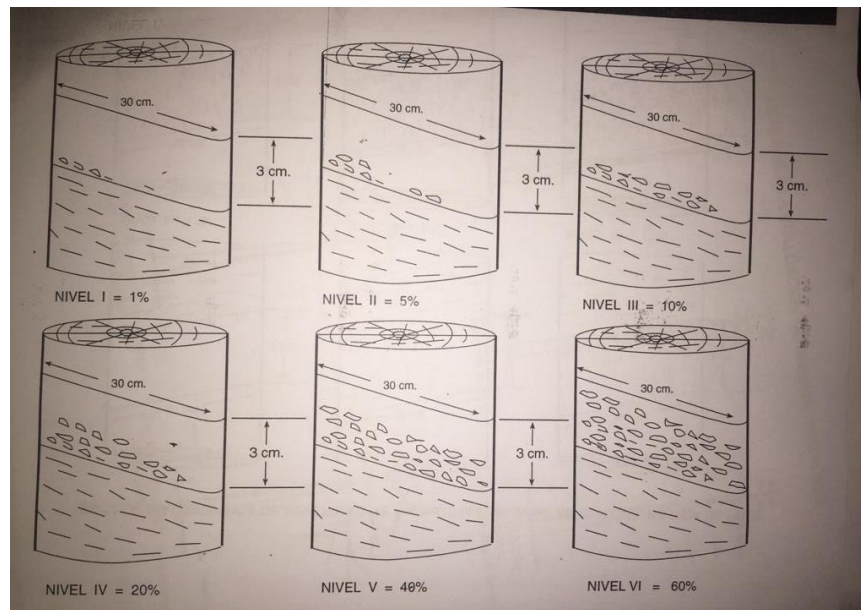 30 cm.
3 cm.
NIVEL I = 1%
30 cm.
3 cm.
NIVEL II = 5%
30 cm.
3 cm.
NIVEL III = 10%
30 cm.
3 cm.
NIVEL IV = 20%
30 cm.
3 cm.
NIVEL V = 40%
30 cm.
NIVEL VI = 60%